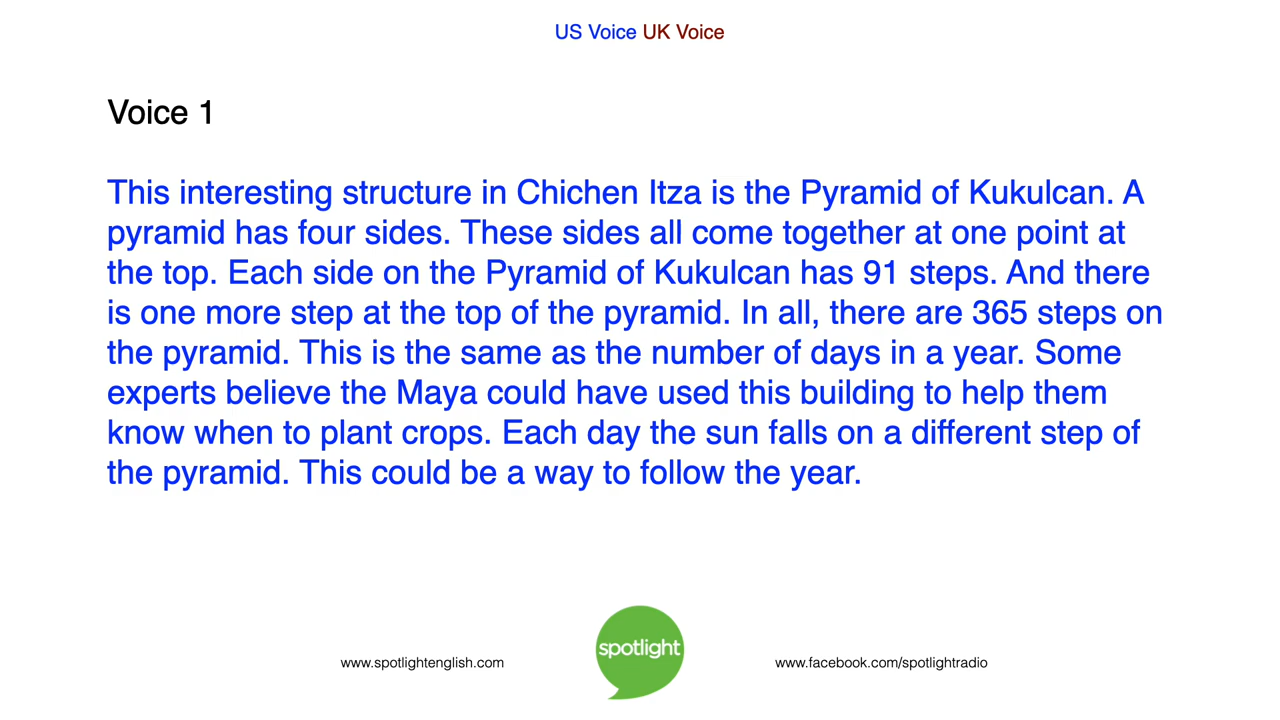 US Voice UK Voice
Voice 1
This interesting structure in Chichen Itza is the Pyramid of Kukulcan. A
pyramid has four sides. These sides all come together at one point at
the top. Each side on the Pyramid of Kukulcan has 91 steps. And there
is one more step at the top of the pyramid. In all, there are 365 steps on
the pyramid. This is the same as the number of days in a year. Some
experts believe the Maya could have used this building to help them
know when to plant crops. Each day the sun falls on a different step of
the pyramid. This could be a way to follow the year.
www.spotlightenglish.com
spotlight
www.facebook.com/spotlightradio